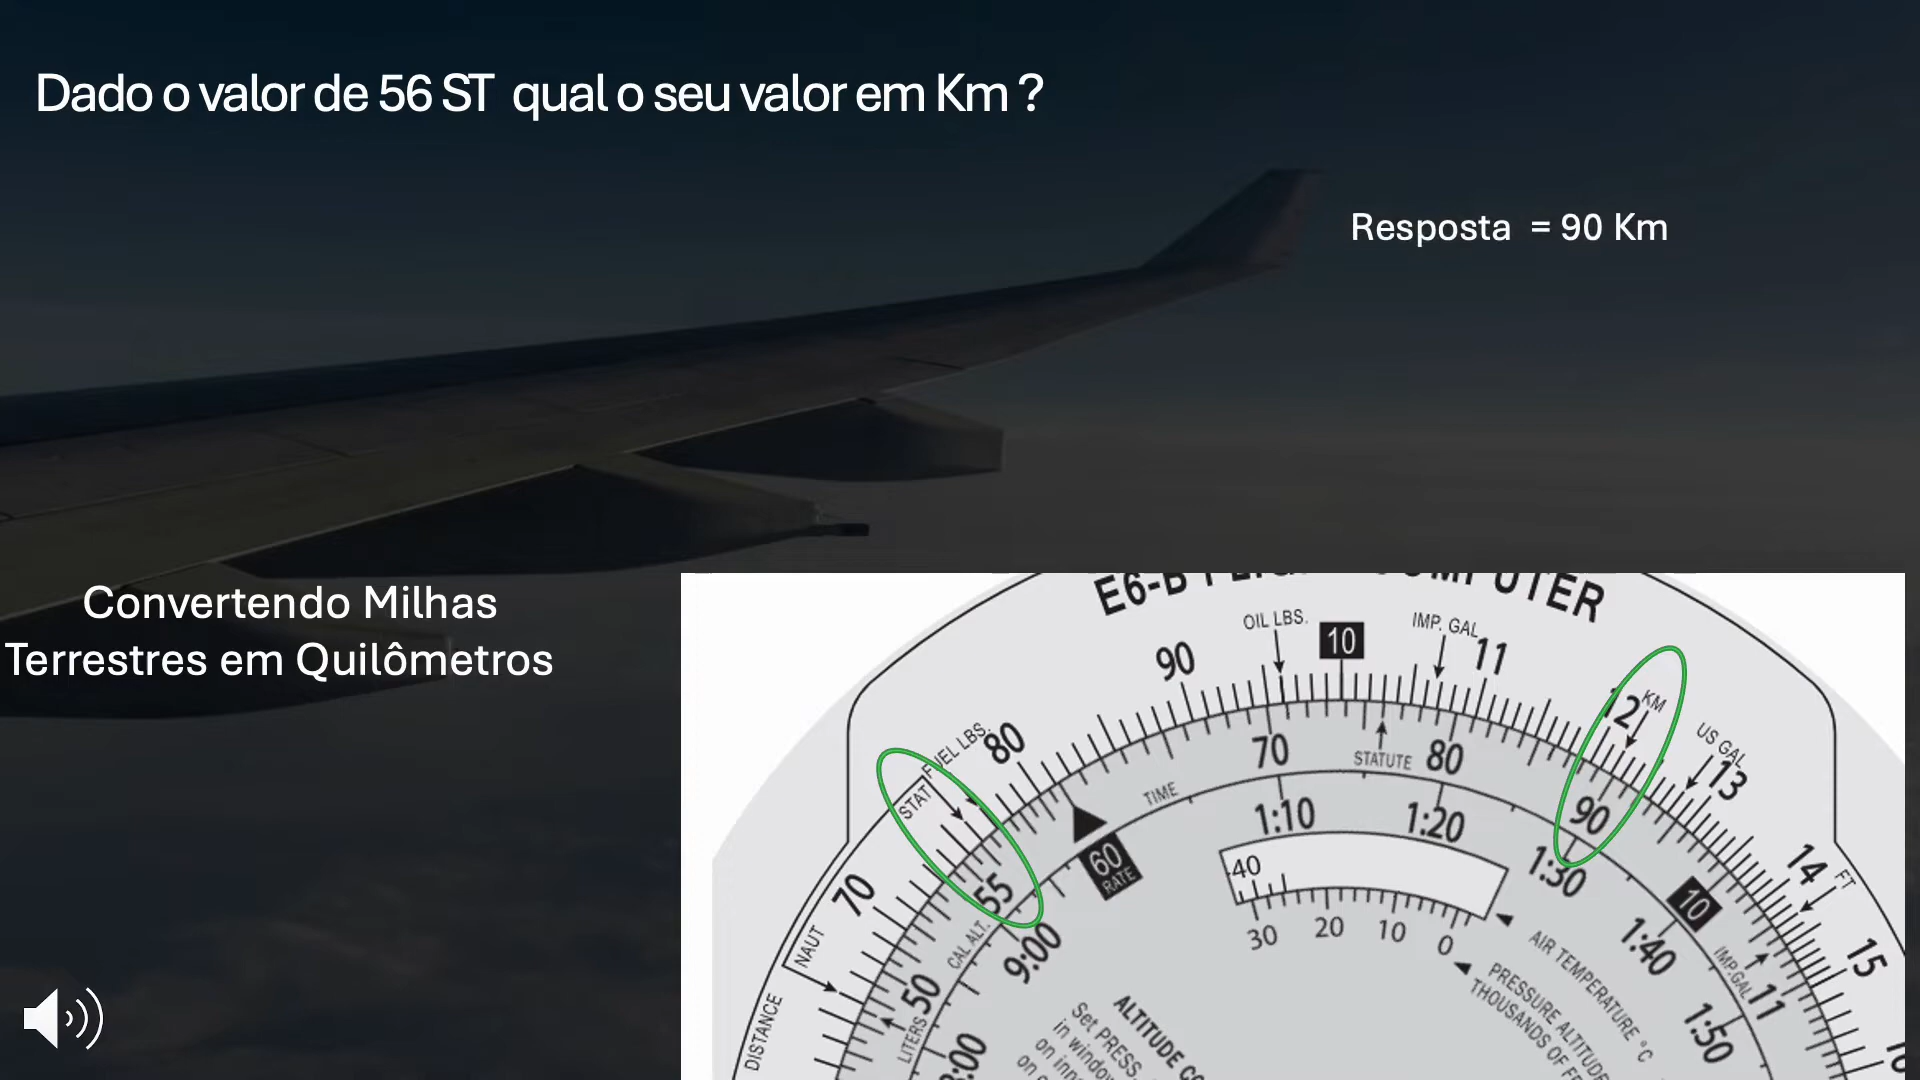 Dado o valor de 56 ST qual o seu valor em Km ?
Resposta = 90 Km
Convertendo Milhas
Terrestres em Quilômetros
OIL LBS.
10
IMP. GAL
11
90
12
KM
US GAL
13
FUEL LBS.
80
STAT
70
STATUTE
80
90
14
FT
TIME
1:10
1:20
1:30
60
RATE
55
70
-40
10
15
CAL ALT.
9:00
30
20
10
0
AIR TEMPERATURE °C
1:40
IMP.GAL
11
NAUT
50
LITERS
PRESSURE ALTITUDE
THOUSANDS OF
1:50
DISTANCE
ALTITUDE
Set PRESS.
in window